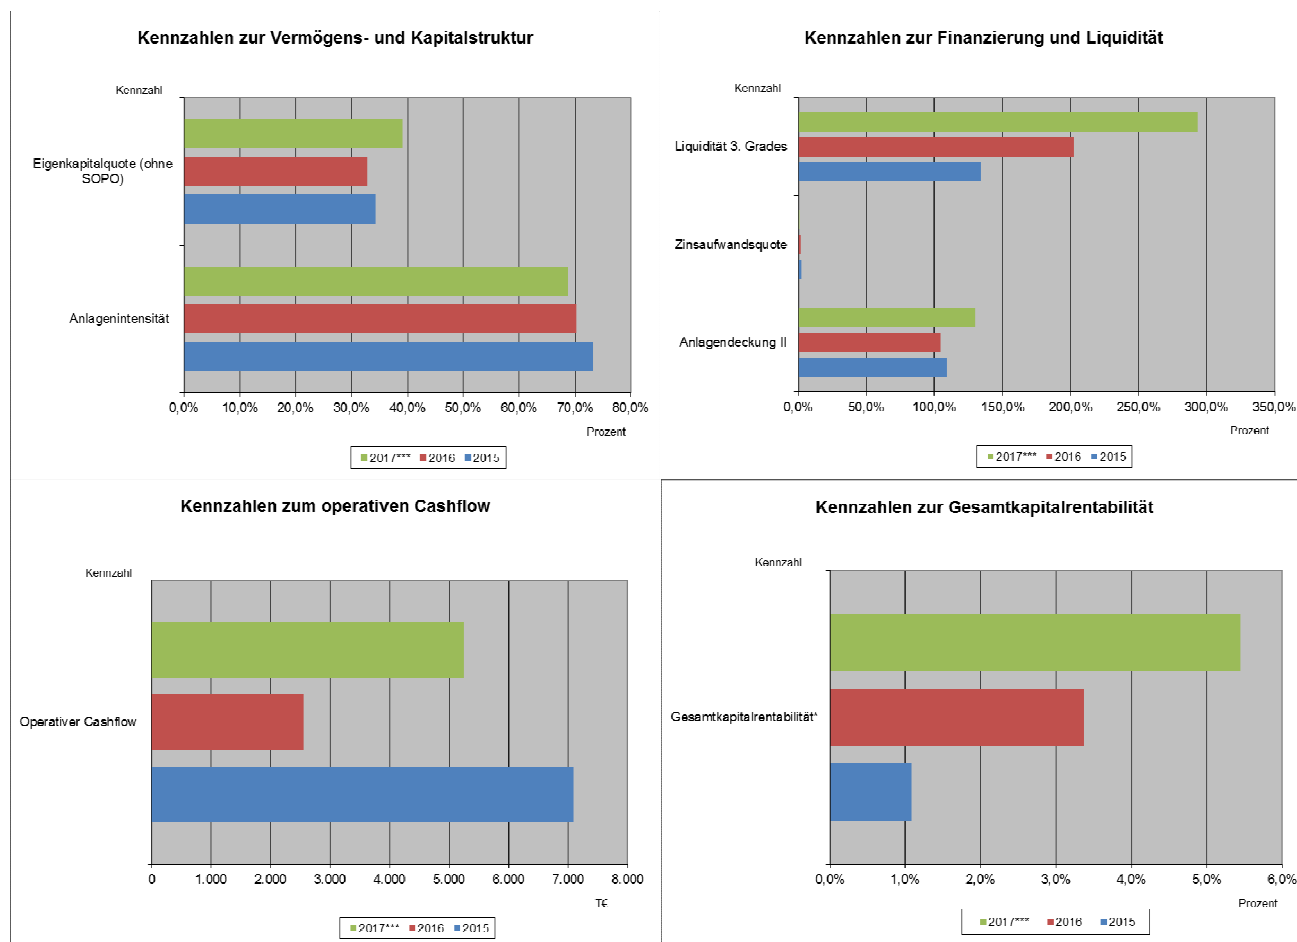 Kennzahlen zur Vermögens- und Kapitalstruktur
Kennzahl
Eigenkapitalquote (ohne
SOPO)
Anlagenintensität
0,0% 10,0% 20,0% 30,0% 40,0% 50,0% 60,0% 70,0% 80,0%
Prozent
2017*** 2016 2015
Kennzahlen zur Finanzierung und Liquidität
Kennzahl
Liquidität 3. Grades
Zinsaufwandsquote
Anlagendeckung II
0,0% 50,0% 100,0% 150,0% 200,0% 250,0% 300,0% 350,0%
Prozent
2017*** 2016 2015
Kennzahlen zum operativen Cashflow
Kennzahl
Operativer Cashflow
0 1.000 2.000 3.000 4.000 5.000 6.000 7.000 8.000
T€
2017*** 2016 2015
Kennzahlen zur Gesamtkapitalrentabilität
Kennzahl
Gesamtkapitalrentabilität*
0,0% 1,0% 2,0% 3,0% 4,0% 5,0% 6,0%
Prozent
2017*** 2016 2015